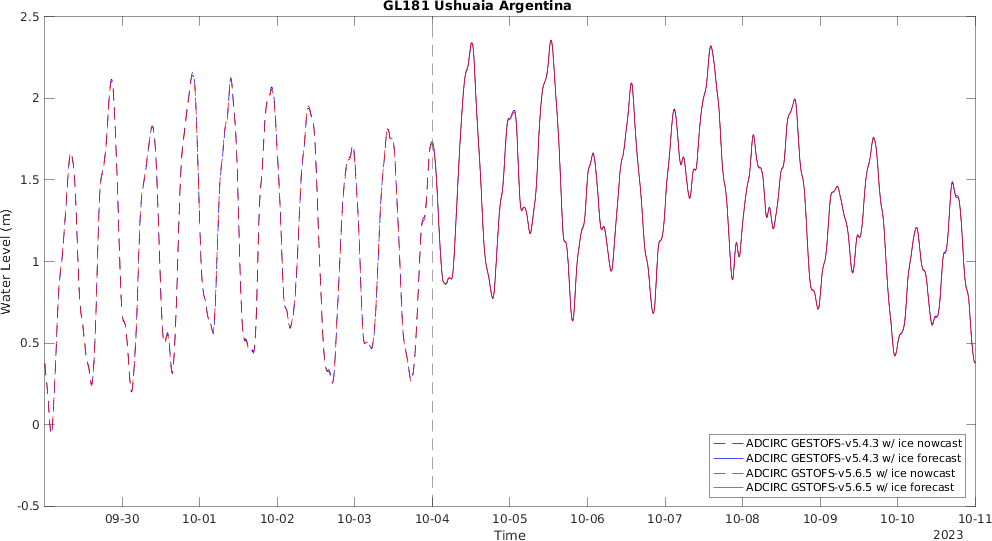 GL181 Ushuaia Argentina
2.5
2
1.5
1
0.5
0
-0.5
Water Level (m)
ADCIRC GESTOFS-v5.4.3 w/ ice nowcast
ADCIRC GESTOFS-v5.4.3 w/ ice forecast
ADCIRC GSTOFS-v5.6.5 w/ ice nowcast
ADCIRC GSTOFS-v5.6.5 w/ ice forecast
09-30 10-01 10-02 10-03 10-04 10-05 10-06 10-07 10-08 10-09 10-10 10-11
Time
2023